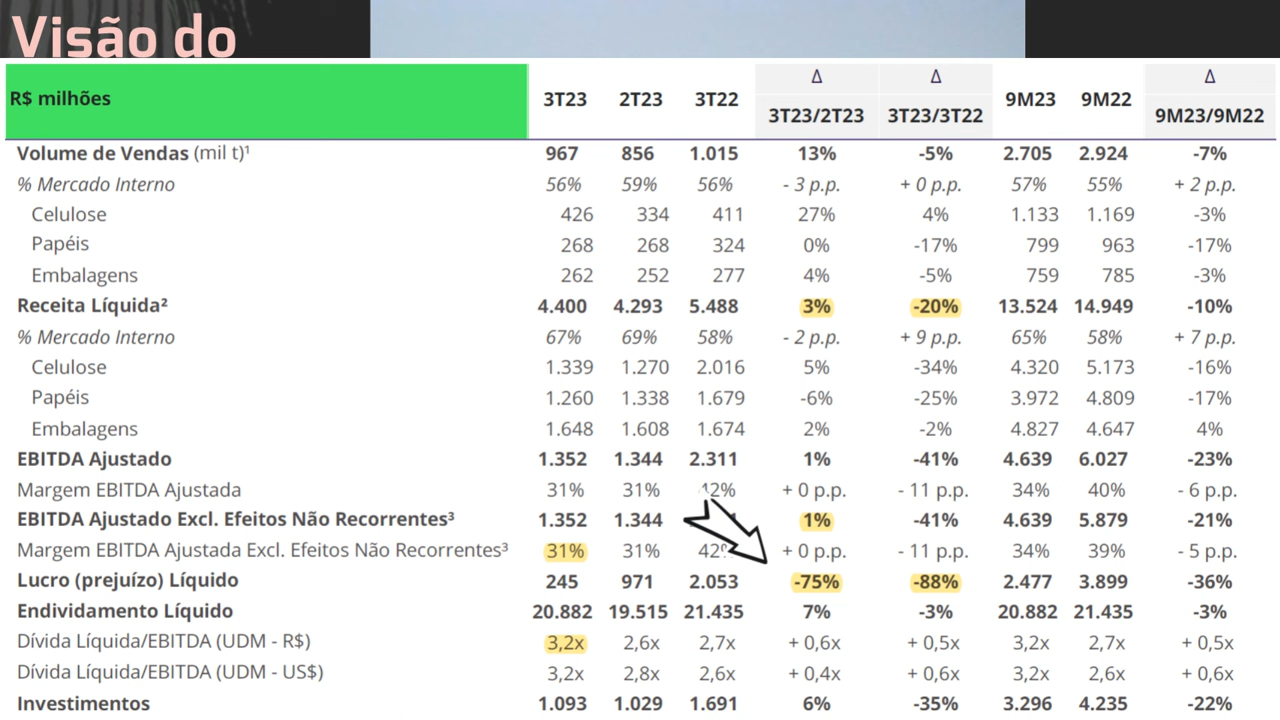 Visão do
R$ milhões 3T23 2T23 3T22 Δ 3T23/2T23 Δ 3T23/3T22 9M23 9M22 Δ 9M23/9M22
Volume de Vendas (mil t)¹ 967 856 1.015 13% -5% 2.705 2.924 -7%
% Mercado Interno 56% 59% 56% - 3 p.p. + 0 p.p. 57% 55% + 2 p.p.
Celulose 426 334 411 27% 4% 1.133 1.169 -3%
Papéis 268 268 324 0% -17% 799 963 -17%
Embalagens 262 252 277 4% -5% 759 785 -3%
Receita Líquida² 4.400 4.293 5.488 3% -20% 13.524 14.949 -10%
% Mercado Interno 67% 69% 58% - 2 p.p. + 9 p.p. 65% 58% + 7 p.p.
Celulose 1.339 1.270 2.016 5% -34% 4.320 5.173 -16%
Papéis 1.260 1.338 1.679 -6% -25% 3.972 4.809 -17%
Embalagens 1.648 1.608 1.674 2% -2% 4.827 4.647 4%
EBITDA Ajustado 1.352 1.344 2.311 1% -41% 4.639 6.027 -23%
Margem EBITDA Ajustada 31% 31% 42% + 0 p.p. - 11 p.p. 34% 40% - 6 p.p.
EBITDA Ajustado Excl. Efeitos Não Recorrentes³ 1.352 1.344 1% -41% 4.639 5.879 -21%
Margem EBITDA Ajustada Excl. Efeitos Não Recorrentes³ 31% 31% 42% + 0 p.p. - 11 p.p. 34% 39% - 5 p.p.
Lucro (prejuízo) Líquido 245 971 2.053 -75% -88% 2.477 3.899 -36%
Endividamento Líquido 20.882 19.515 21.435 7% -3% 20.882 21.435 -3%
Dívida Líquida/EBITDA (UDM - R$) 3,2x 2,6x 2,7x + 0,6x + 0,5x 3,2x 2,7x + 0,5x
Dívida Líquida/EBITDA (UDM - US$) 3,2x 2,8x 2,6x + 0,4x + 0,6x 3,2x 2,6x + 0,6x
Investimentos 1.093 1.029 1.691 6% -35% 3.296 4.235 -22%